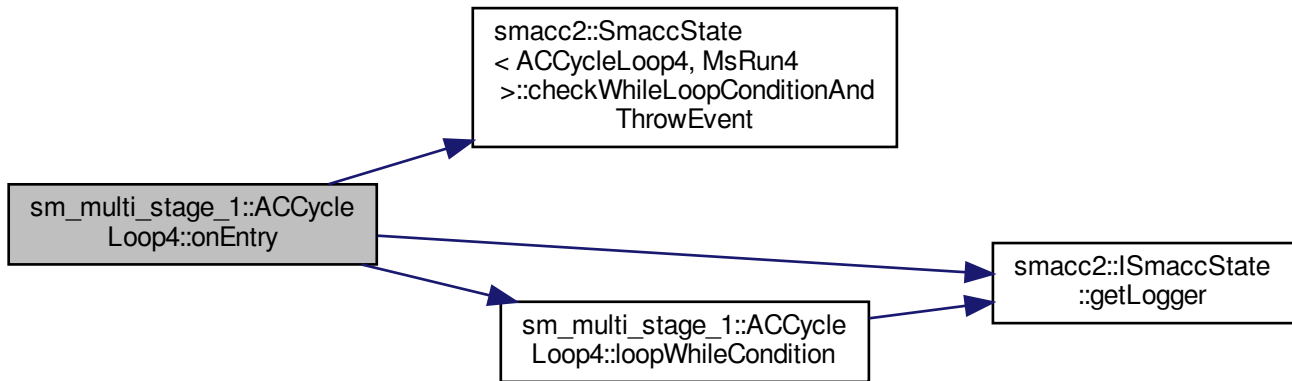 smacc2::SmaccState
< ACCycleLoop4, MsRun4
>::checkWhileLoopConditionAnd
ThrowEvent
sm_multi_stage_1::ACCycle
Loop4::onEntry
smacc2::ISmaccState
::getLogger
sm_multi_stage_1::ACCycle
Loop4::loopWhileCondition